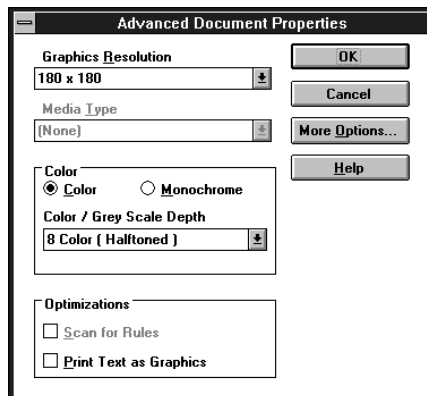 Advanced Document Properties
Graphics Resolution
180 x 180
Media Type
(None)
Color
Color Monochrome
Color / Grey Scale Depth
8 Color ( Halftoned )
Optimizations
Scan for Rules
Print Text as Graphics
OK
Cancel
More Options...
Help